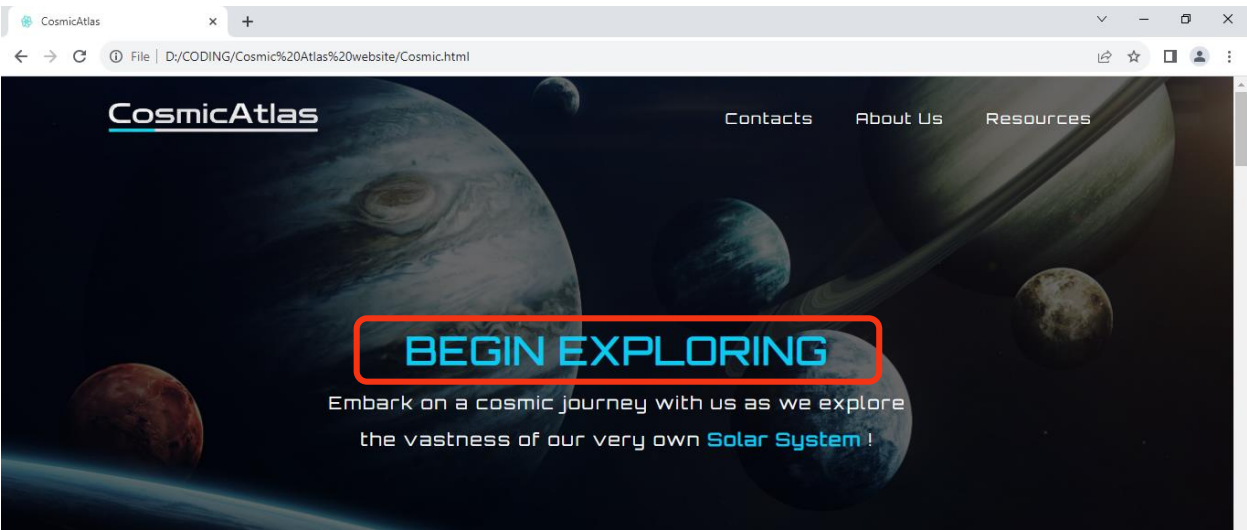 CosmicAtlas
File | D:/CODING/Cosmic%20Atlas%20website/Cosmic.html
CosmicAtlas
Contacts About Us Resources
BEGIN EXPLORING
Embark on a cosmic journey with us as we explore
the vastness of our very own Solar System !